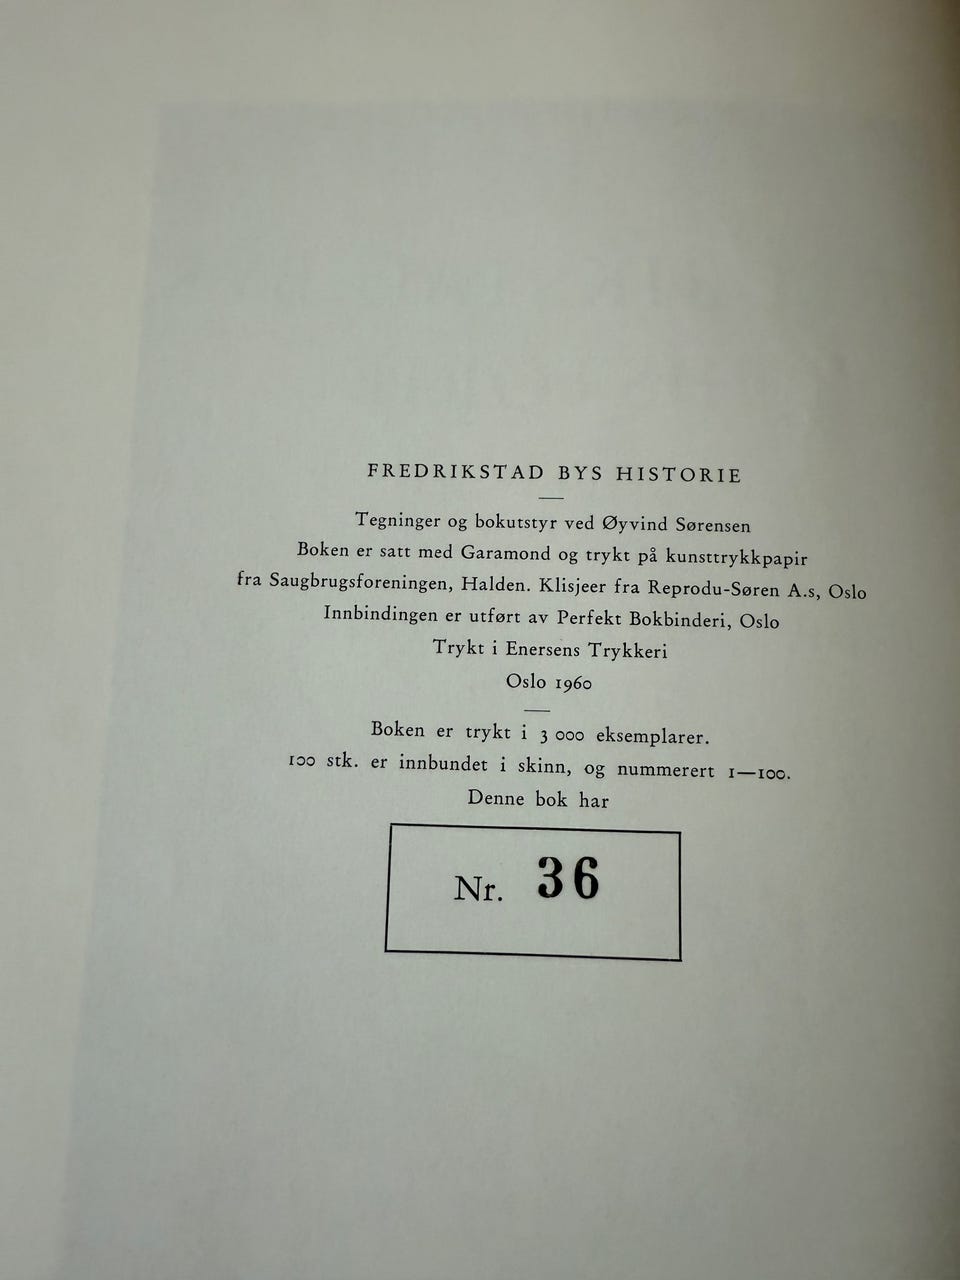 FREDRIKSTAD BYS HISTORIE
Tegninger og bokutstyr ved Øyvind Sørensen
Boken er satt med Garamond og trykt på kunsttrykkpapir
fra Saugbrugsforeningen, Halden. Klisjeer fra Reprodu-Søren A.s, Oslo
Innbindingen er utført av Perfekt Bokbinderi, Oslo
Trykt i Enersens Trykkeri
Oslo 1960
Boken er trykt i 3 000 eksemplarer.
100 stk. er innbundet i skinn, og nummerert 1—100.
Denne bok har
Nr. 36